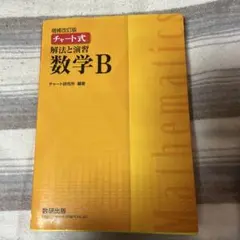 増補改訂版
チャート式
解法と演習
数学B
チャート研究所 編著
数研出版
mathematics